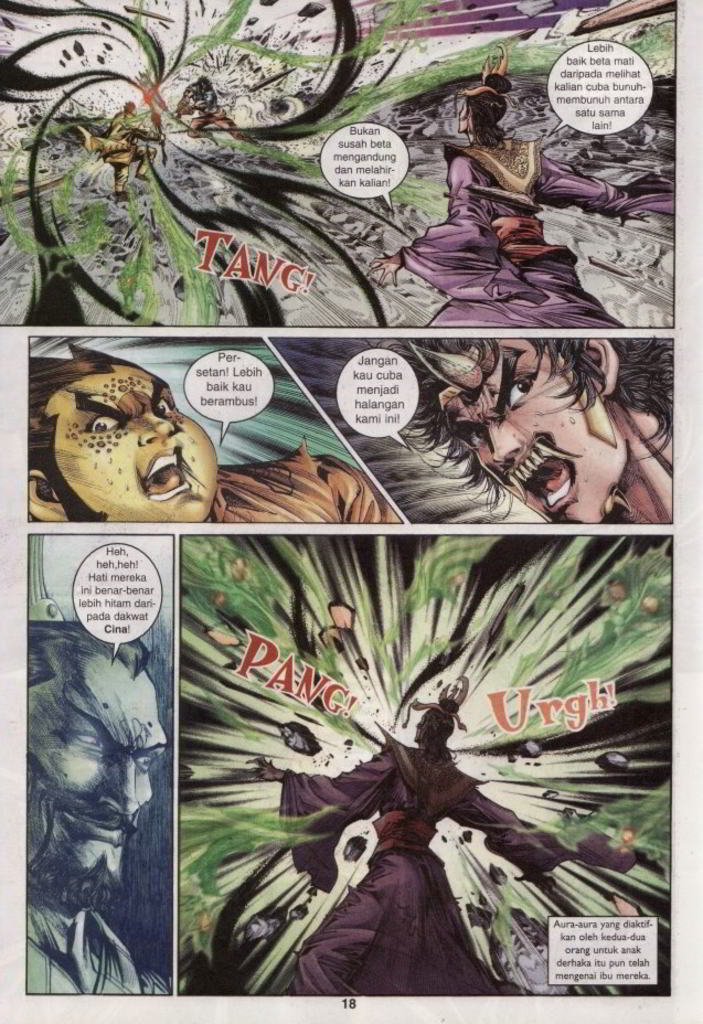 Lebih
baik beta mati
daripada melihat
kalian cuba bunuh-
membunuh antara
satu sama
lain!
Bukan
susah beta
mengandung
dan melahir-
kan kalian!
TANG!
Per-
setan! Lebih
baik kau
berambus!
Jangan
kau cuba
menjadi
halangan
kami ini!
Heh,
heh,heh!
Hati mereka
ini benar-benar
lebih hitam dari-
pada dakwat
Cina!
PANG!
Urgh!
Aura-aura yang diaktif-
kan oleh kedua-dua
orang untuk anak
derhaka itu pun telah
mengenai ibu mereka.
18